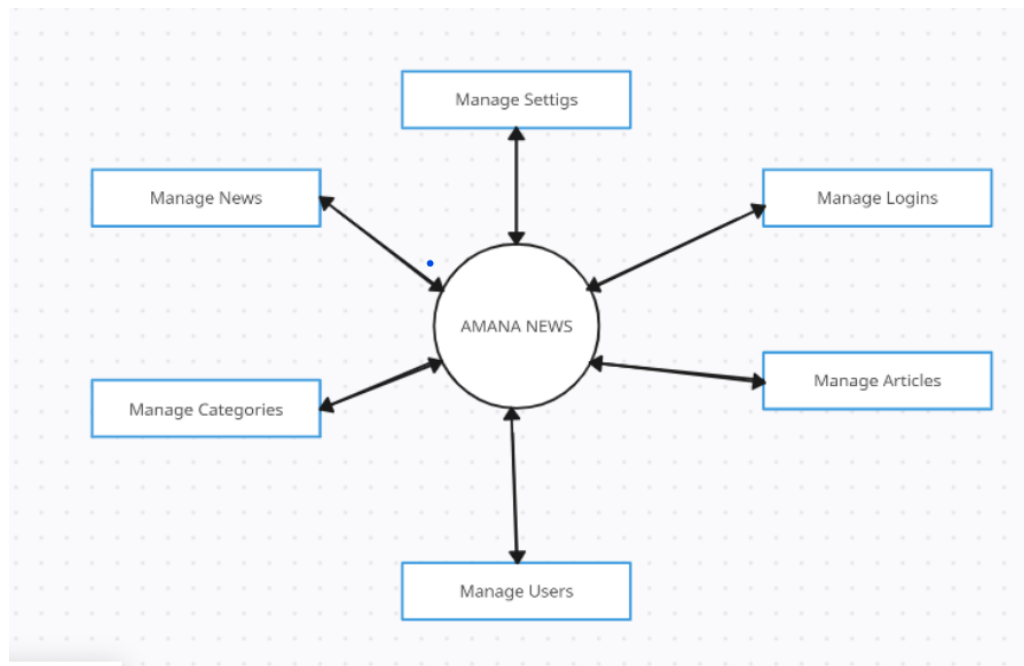 Manage Settigs
Manage News
Manage Logins
AMANA NEWS
Manage Articles
Manage Categories
Manage Users